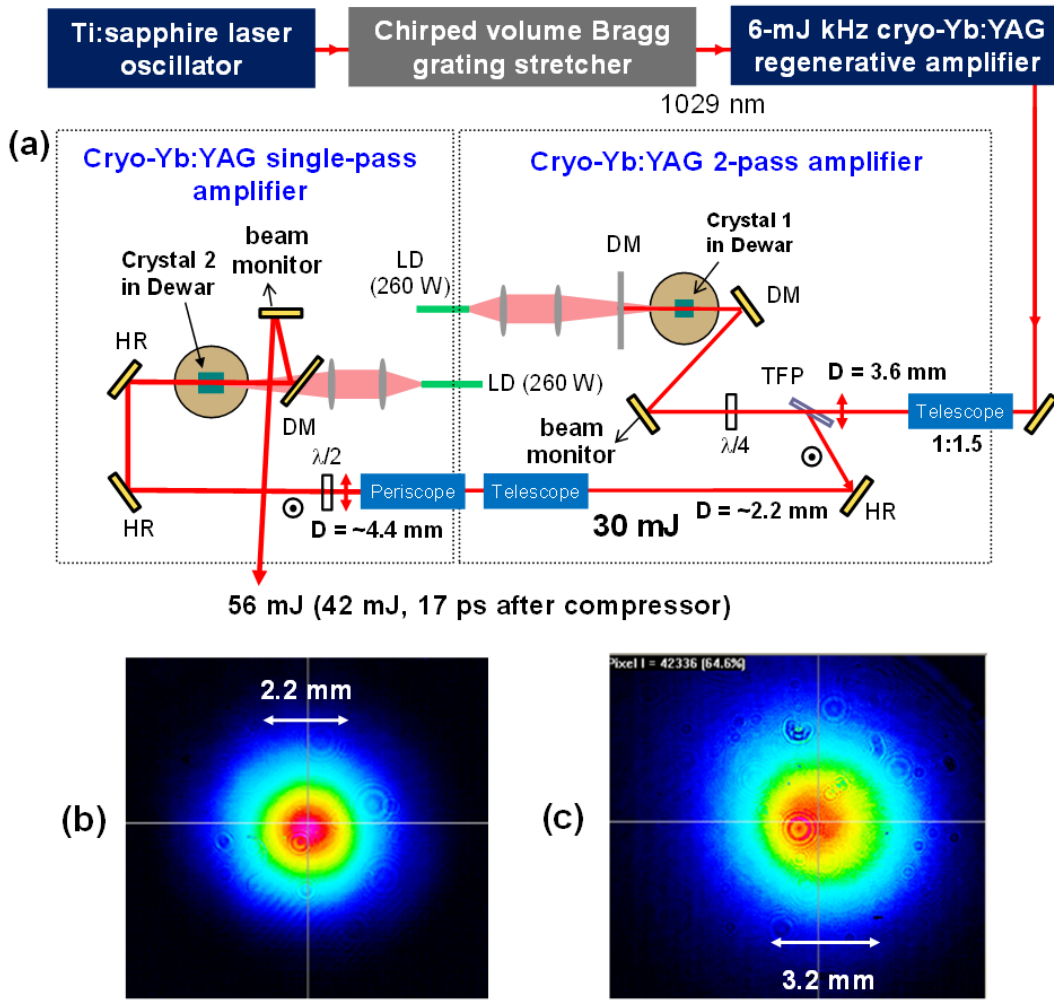 Ti:sapphire laser
oscillator
Chirped volume Bragg
grating stretcher
6-mJ kHz cryo-Yb:YAG
regenerative amplifier
1029 nm
(a)
Cryo-Yb:YAG single-pass
amplifier
Cryo-Yb:YAG 2-pass amplifier
beam
monitor
Crystal 2
in Dewar
LD
(260 W)
DM
Crystal 1
in Dewar
DM
HR
LD (260 W)
TFP
D = 3.6 mm
DM
beam
monitor
λ/4
Telescope
1:1.5
λ/2
Periscope
Telescope
HR
D = ~4.4 mm
30 mJ
D = ~2.2 mm
HR
56 mJ (42 mJ, 17 ps after compressor)
(b)
2.2 mm
(c)
Pixel I = 42336 (64.6%)
3.2 mm